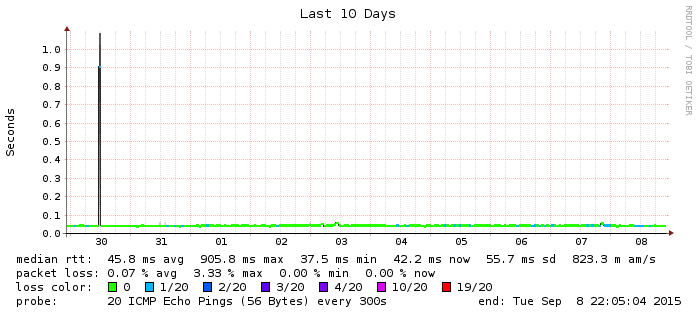 Last 10 Days
RRDTOOL / TOBI OETIKER
Seconds
1.0
0.9
0.8
0.7
0.6
0.5
0.4
0.3
0.2
0.1
0.0
30 31 01 02 03 04 05 06 07 08
median rtt: 45.8 ms avg 905.8 ms max 37.5 ms min 42.2 ms now 55.7 ms sd 823.3 m am/s
packet loss: 0.07 % avg 3.33 % max 0.00 % min 0.00 % now
loss color: 0 1/20 2/20 3/20 4/20 10/20 19/20
probe: 20 ICMP Echo Pings (56 Bytes) every 300s end: Tue Sep 8 22:05:04 2015